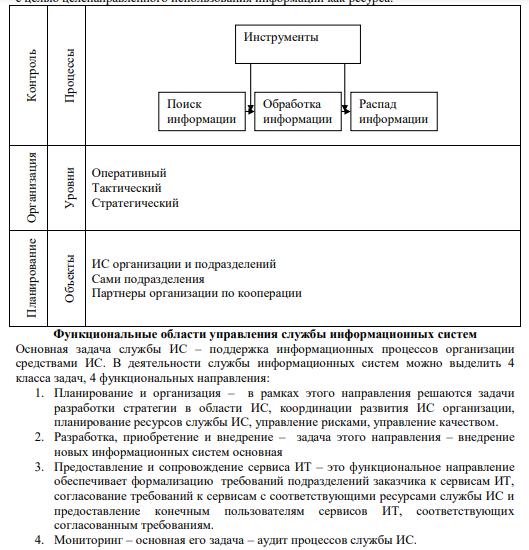 с целью целенаправленного использования информации как ресурса.
Контроль
Процессы
Инструменты
Поиск
информации
Обработка
информации
Распад
информации
Организация
Уровни
Оперативный
Тактический
Стратегический
Планирование
Объекты
ИС организации и подразделений
Сами подразделения
Партнеры организации по кооперации
Функциональные области управления службы информационных систем
Основная задача службы ИС – поддержка информационных процессов организации
средствами ИС. В деятельности службы информационных систем можно выделить 4
класса задач, 4 функциональных направления:
1. Планирование и организация – в рамках этого направления решаются задачи
разработки стратегии в области ИС, координации развития ИС организации,
планирование ресурсов службы ИС, управление рисками, управление качеством.
2. Разработка, приобретение и внедрение – задача этого направления – внедрение
новых информационных систем основная
3. Предоставление и сопровождение сервиса ИТ – это функциональное направление
обеспечивает формализацию требований подразделений заказчика к сервисам ИТ,
согласование требований к сервисам с соответствующими ресурсами службы ИС и
предоставление конечным пользователям сервисов ИТ, соответствующих
согласованным требованиям.
4. Мониторинг – основная его задача – аудит процессов службы ИС.